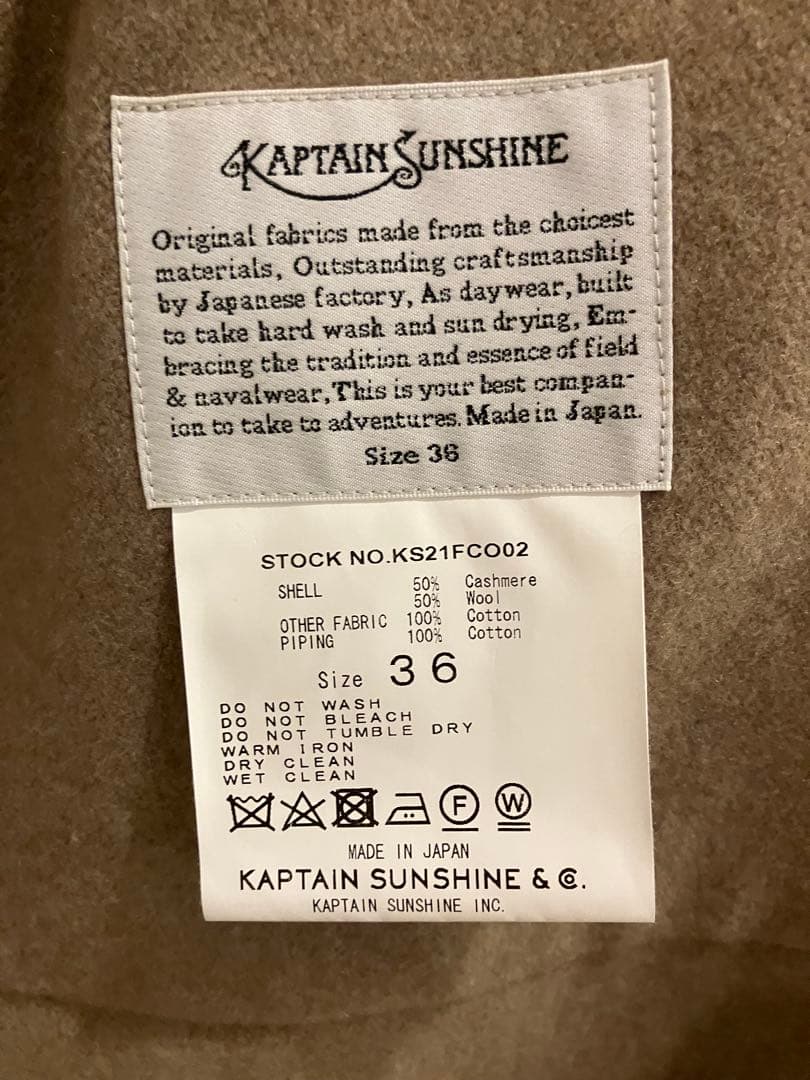 KAPTAIN SUNSHINE
Original fabrics made from the choicest
materials, Outstanding craftsmanship
by Japanese factory, As daywear, built
to take hard wash and sun drying, Em-
bracing the tradition and essence of field
& navalwear, This is your best compan-
ion to take to adventures. Made in Japan.
Size 36
STOCK NO.KS21FCO02
SHELL 50% Cashmere
50% Wool
OTHER FABRIC 100% Cotton
PIPING 100% Cotton
Size 36
DO NOT WASH
DO NOT BLEACH
DO NOT TUMBLE DRY
WARM IRON
DRY CLEAN
WET CLEAN
F W
MADE IN JAPAN
KAPTAIN SUNSHINE & Co.
KAPTAIN SUNSHINE INC.